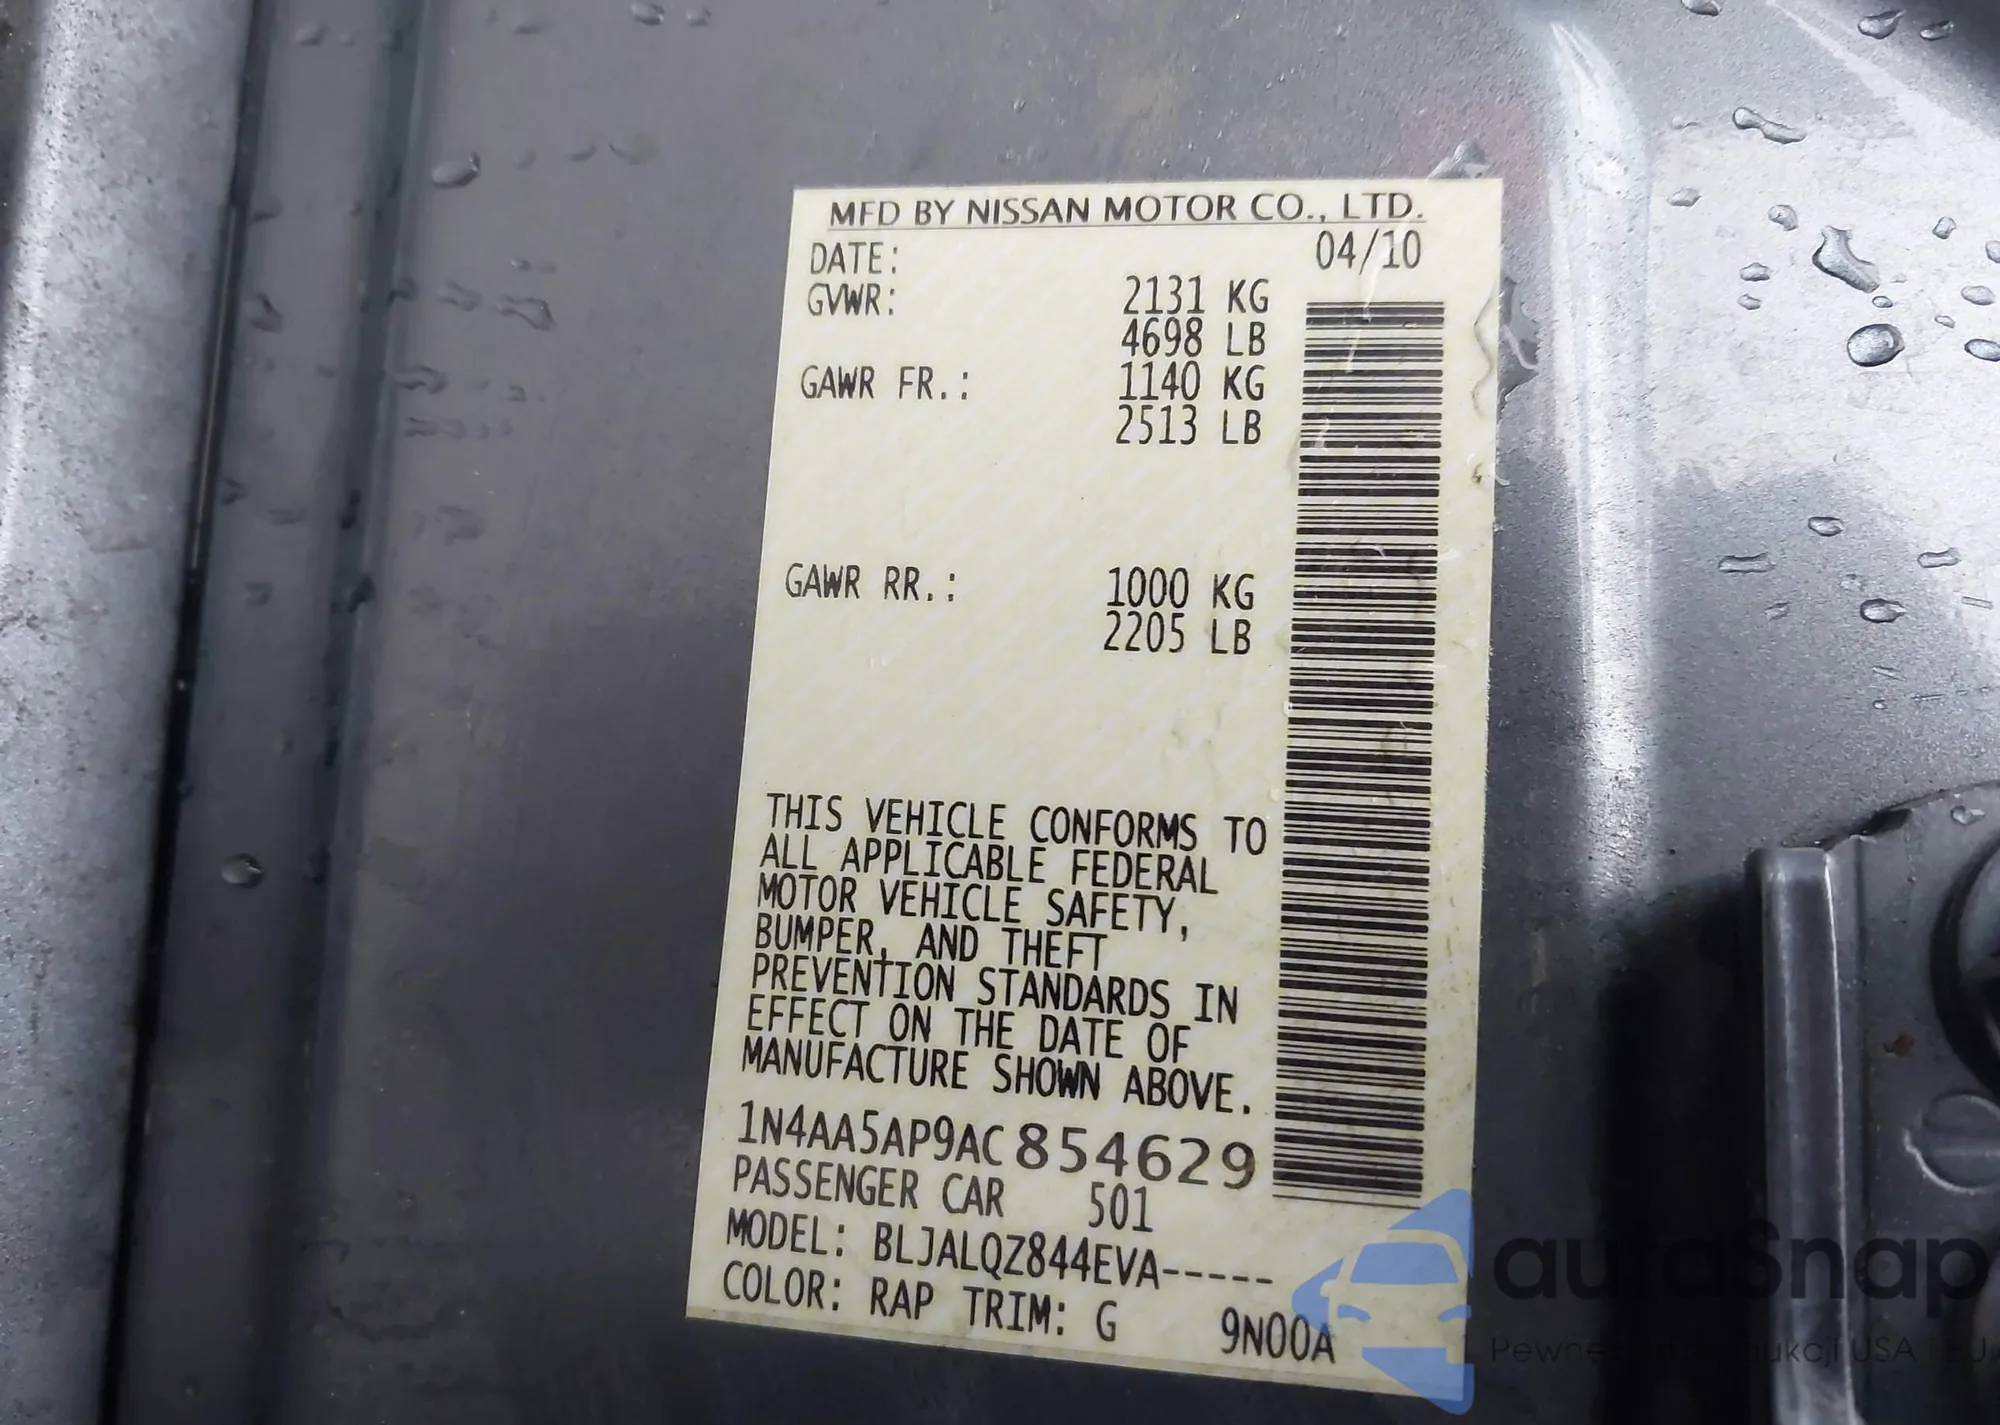 MFD BY NISSAN MOTOR CO., LTD.
DATE: 04/10
GVWR: 2131 KG
4698 LB
GAWR FR.: 1140 KG
2513 LB
GAWR RR.: 1000 KG
2205 LB
THIS VEHICLE CONFORMS TO
ALL APPLICABLE FEDERAL
MOTOR VEHICLE SAFETY,
BUMPER, AND THEFT
PREVENTION STANDARDS IN
EFFECT ON THE DATE OF
MANUFACTURE SHOWN ABOVE.
1N4AA5AP9AC854629
PASSENGER CAR 501
MODEL: BLJALQZ844EVA-----
COLOR: RAP TRIM: G 9N00A
autaSnap
USA